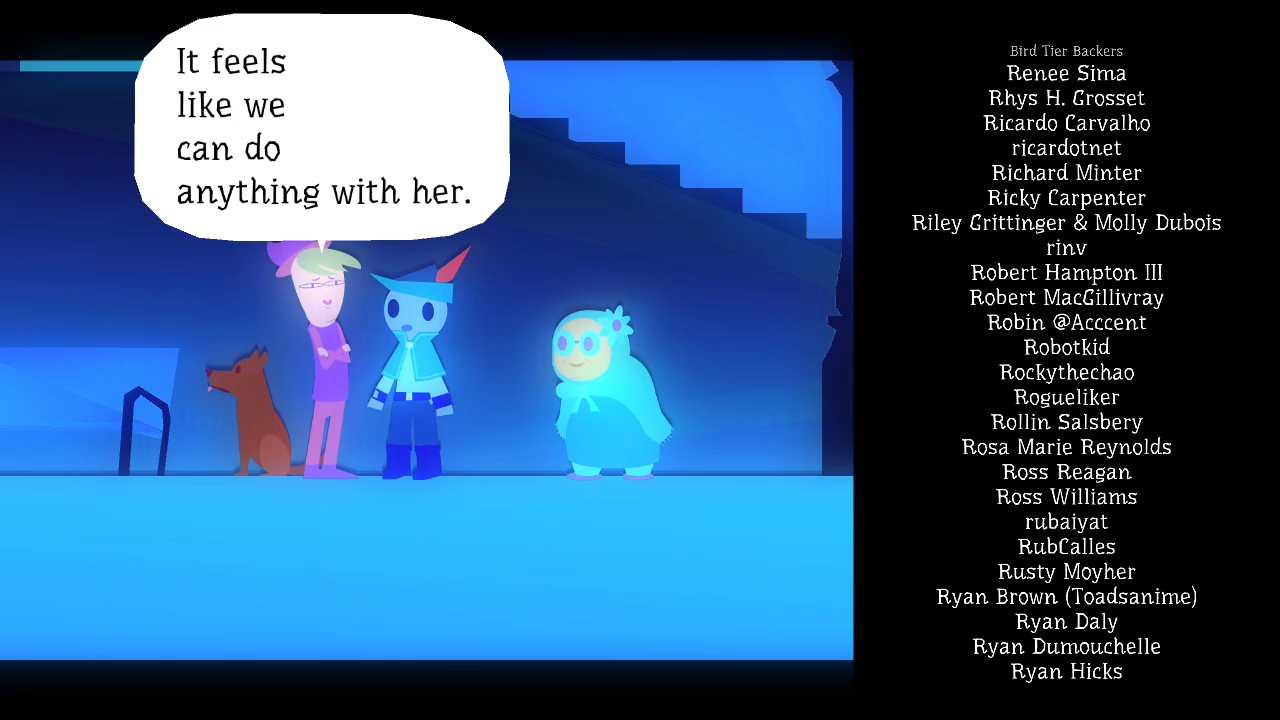 It feels
like we
can do
anything with her.
Bird Tier Backers
Renee Sima
Rhys H. Grosset
Ricardo Carvalho
ricardotnet
Richard Minter
Ricky Carpenter
Riley Grittinger & Molly Dubois
rinv
Robert Hampton III
Robert MacGillivray
Robin @Acccent
Robotkid
Rockythechao
Rogueliker
Rollin Salsbery
Rosa Marie Reynolds
Ross Reagan
Ross Williams
rubaiyat
RubCalles
Rusty Moyher
Ryan Brown (Toadsanime)
Ryan Daly
Ryan Dumouchelle
Ryan Hicks